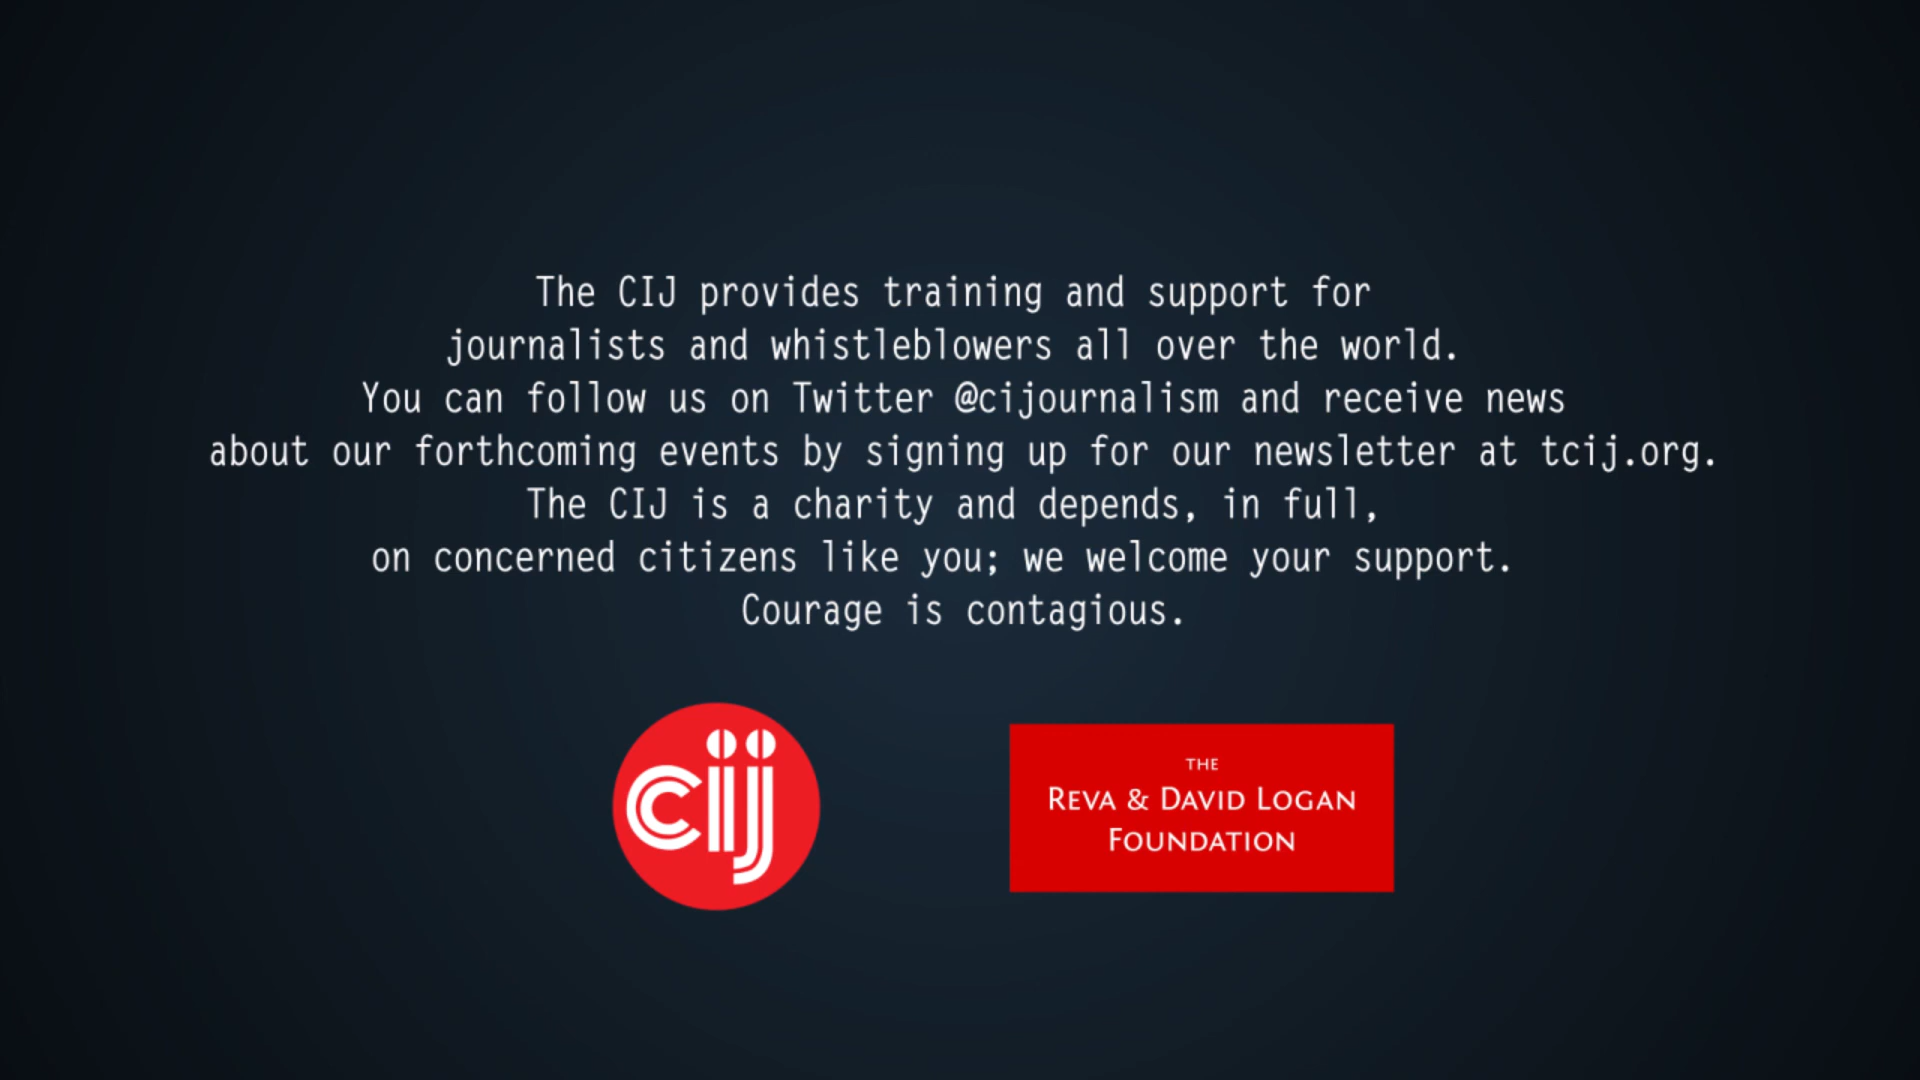 The CIJ provides training and support for
journalists and whistleblowers all over the world.
You can follow us on Twitter @cijournalism and receive news
about our forthcoming events by signing up for our newsletter at tcij.org.
The CIJ is a charity and depends, in full,
on concerned citizens like you; we welcome your support.
Courage is contagious.
cij
THE
REVA & DAVID LOGAN
FOUNDATION